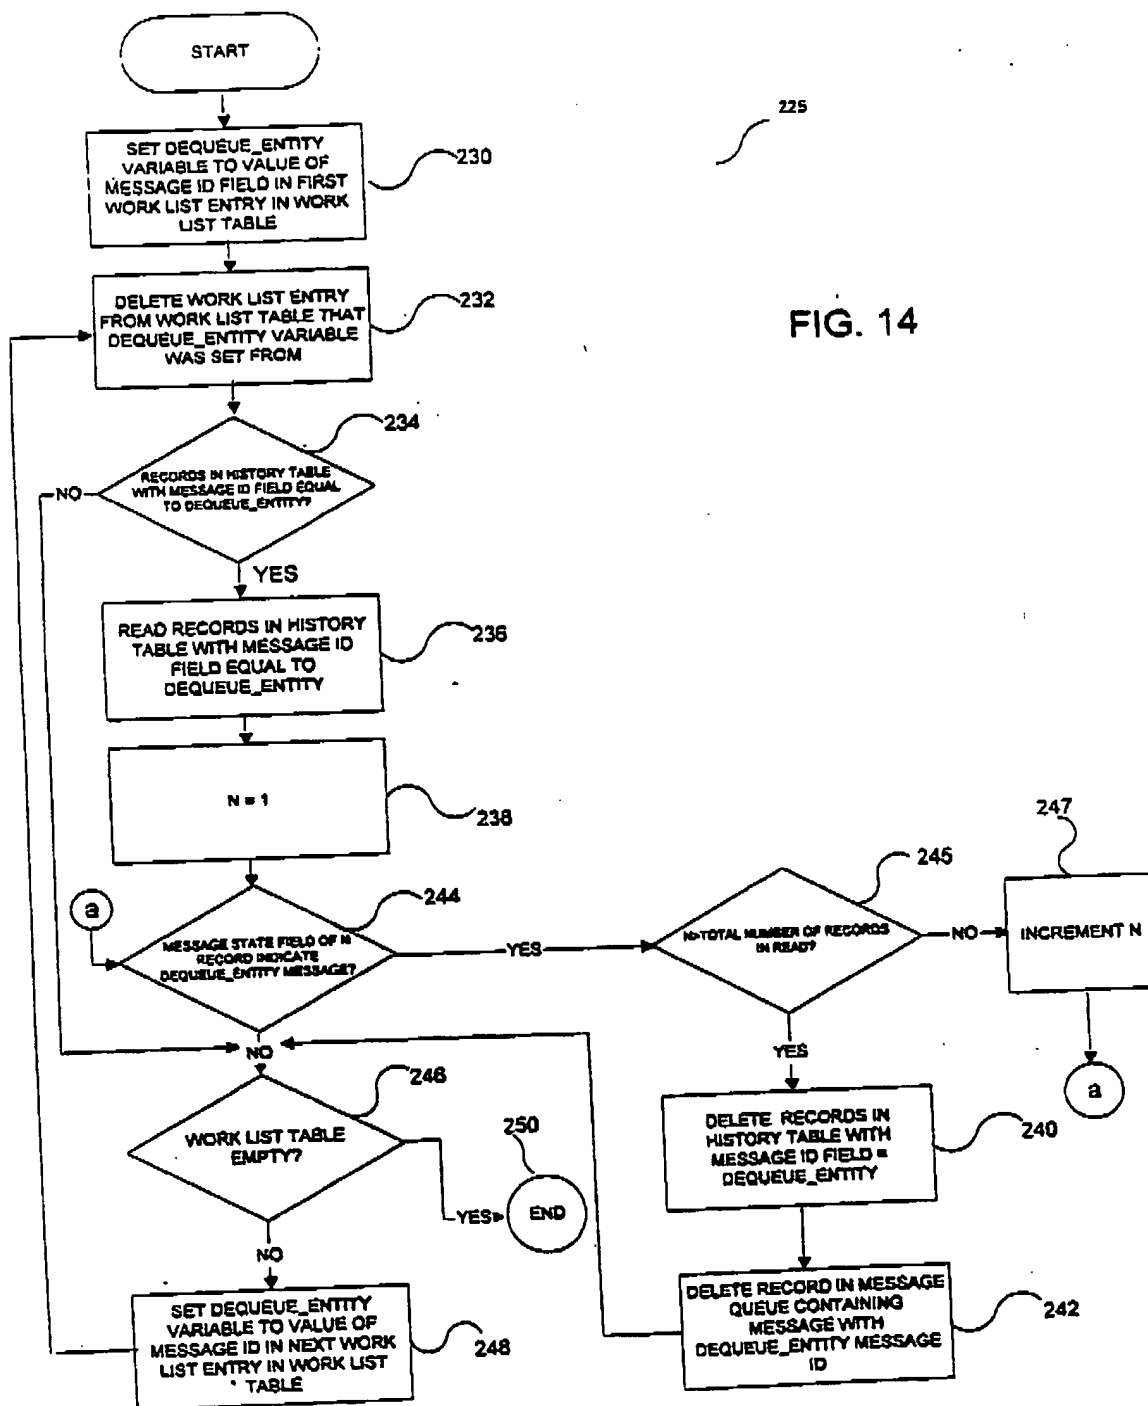 START
225
SET DEQUEUE_ENTITY
VARIABLE TO VALUE OF
MESSAGE ID FIELD IN FIRST
WORK LIST ENTRY IN WORK
LIST TABLE
230
DELETE WORK LIST ENTRY
FROM WORK LIST TABLE THAT
DEQUEUE_ENTITY VARIABLE
WAS SET FROM
232
FIG. 14
234
RECORDS IN HISTORY TABLE
WITH MESSAGE ID FIELD EQUAL
TO DEQUEUE_ENTITY?
NO
YES
READ RECORDS IN HISTORY
TABLE WITH MESSAGE ID
FIELD EQUAL TO
DEQUEUE_ENTITY
236
N = 1
238
a
244
MESSAGE STATE FIELD OF N
RECORD INDICATE
DEQUEUE_ENTITY MESSAGE?
YES
245
N>TOTAL NUMBER OF RECORDS
IN READ?
NO
247
INCREMENT N
a
NO
YES
246
WORK LIST TABLE
EMPTY?
YES
250
END
DELETE RECORDS IN
HISTORY TABLE WITH
MESSAGE ID FIELD =
DEQUEUE_ENTITY
240
NO
SET DEQUEUE_ENTITY
VARIABLE TO VALUE OF
MESSAGE ID IN NEXT WORK
LIST ENTRY IN WORK LIST
TABLE
248
DELETE RECORD IN MESSAGE
QUEUE CONTAINING
MESSAGE WITH
DEQUEUE_ENTITY MESSAGE
ID
242